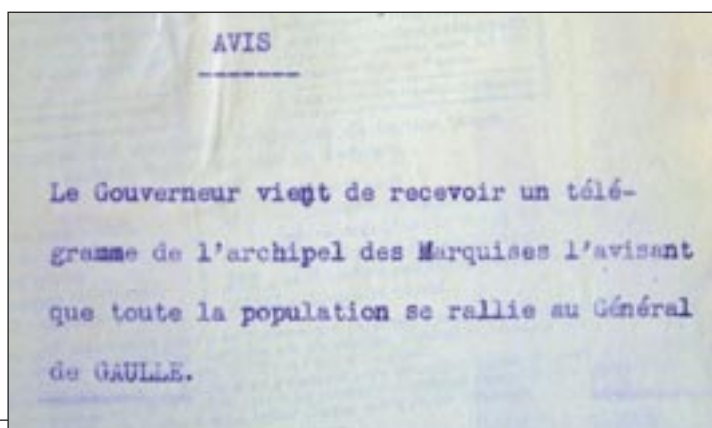 AVIS
-------
Le Gouverneur vient de recevoir un télé-
gramme de l'archipel des Marquises l'avisant
que toute la population se rallie au Général
de GAULLE.